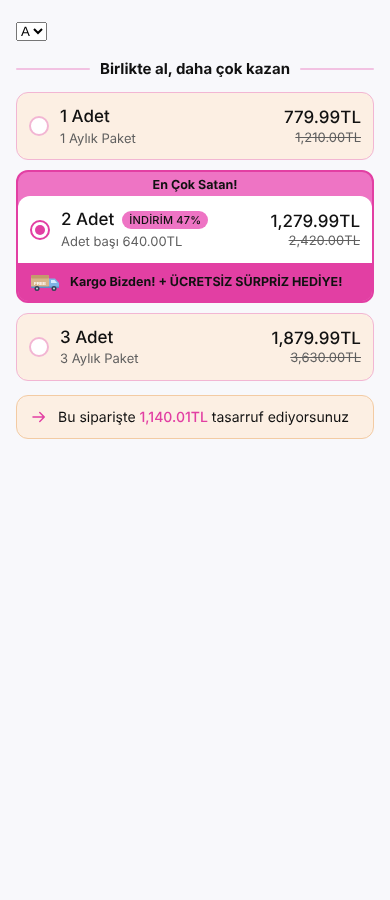 A
Birlikte al, daha çok kazan
1 Adet 779.99TL
1 Aylık Paket 1,210.00TL
En Çok Satan!
2 Adet İNDİRİM 47% 1,279.99TL
Adet başı 640.00TL 2,420.00TL
FREE Kargo Bizden! + ÜCRETSİZ SÜRPRİZ HEDİYE!
3 Adet 1,879.99TL
3 Aylık Paket 3,630.00TL
Bu siparişte 1,140.01TL tasarruf ediyorsunuz